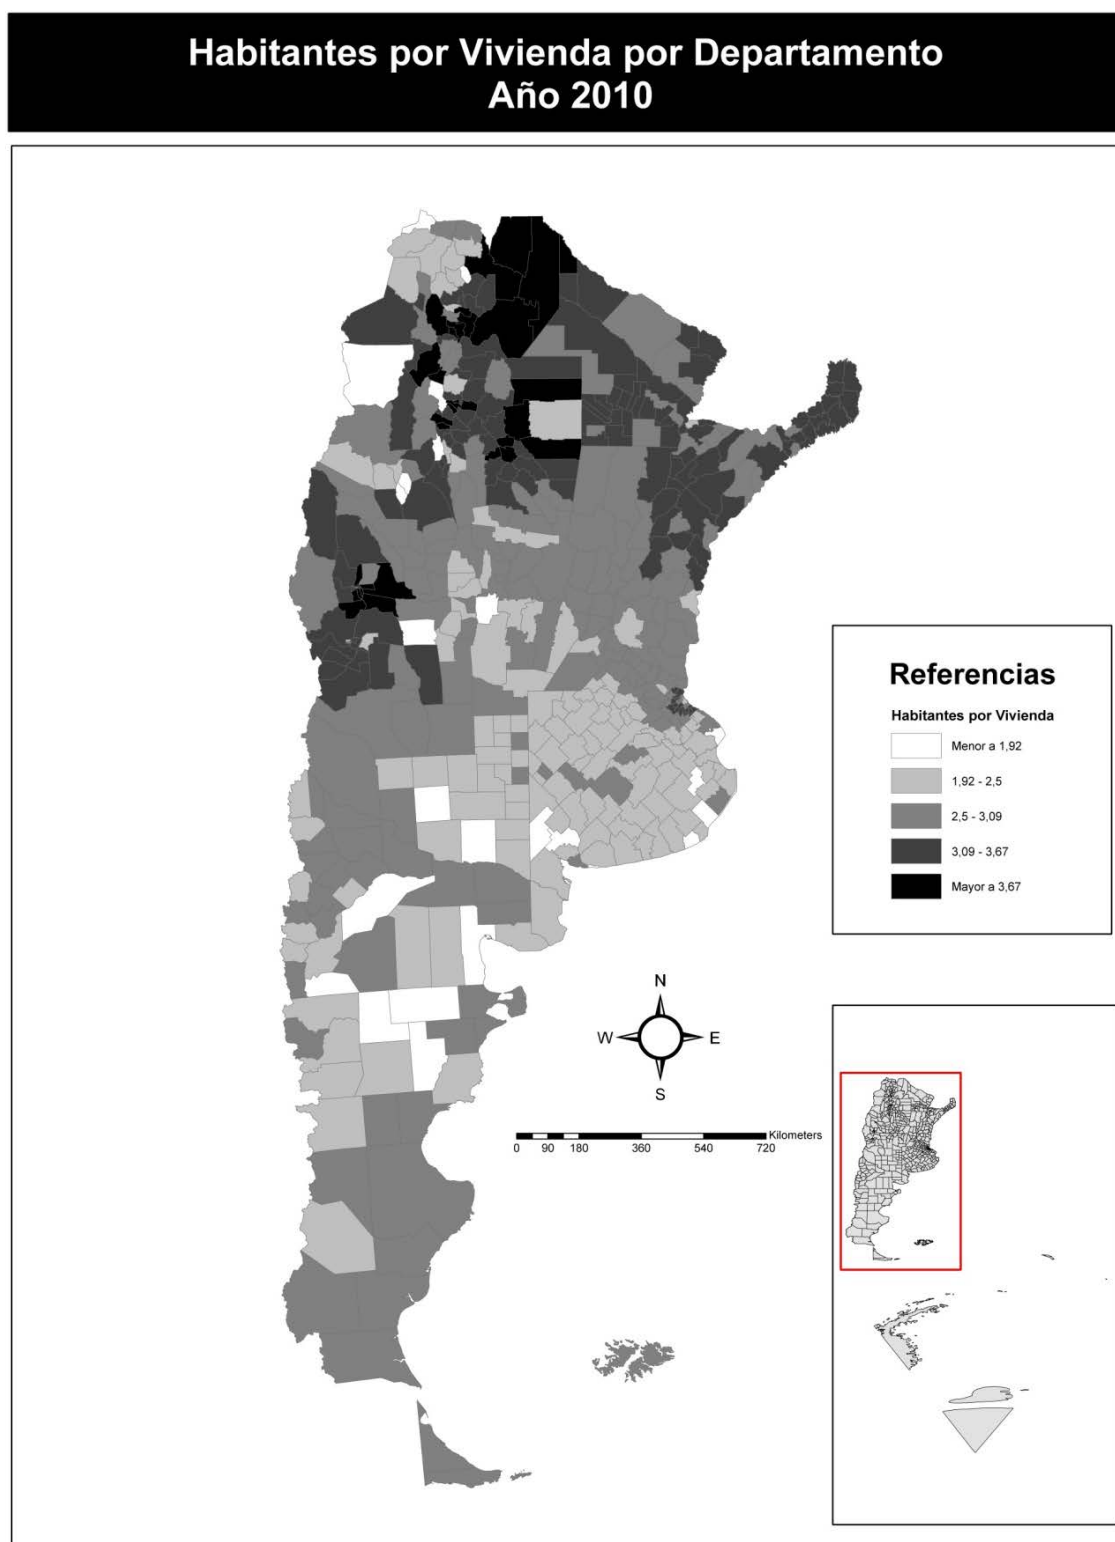 Habitantes por Vivienda por Departamento
Año 2010
Referencias
Habitantes por Vivienda
Menor a 1,92
1,92 - 2,5
2,5 - 3,09
3,09 - 3,67
Mayor a 3,67
N
W
E
S
Kilometers
0 90 180 360 540 720